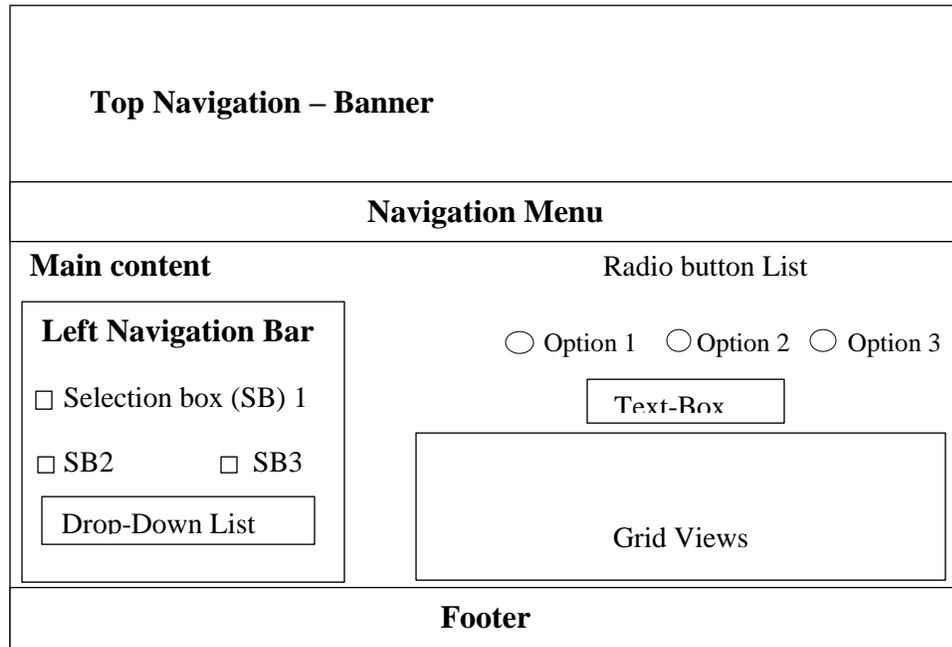 Top Navigation – Banner
Navigation Menu
Main content
Radio button List
Left Navigation Bar
Option 1
Option 2
Option 3
Selection box (SB) 1
Text-Box
SB2
SB3
Drop-Down List
Grid Views
Footer